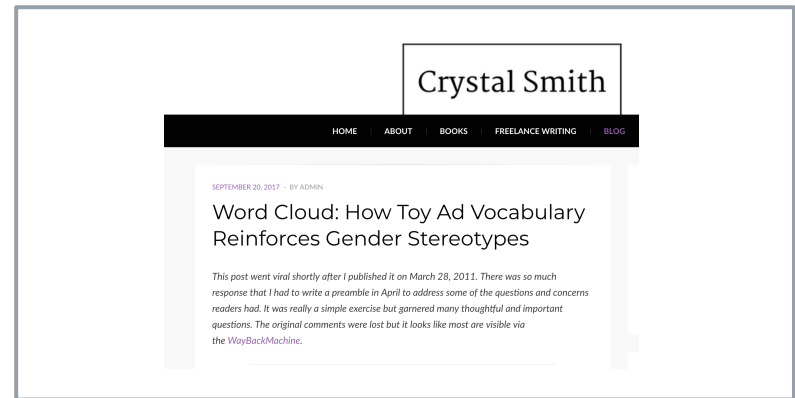 Crystal Smith
HOME | ABOUT | BOOKS | FREELANCE WRITING | BLOG
SEPTEMBER 20, 2017 · BY ADMIN
Word Cloud: How Toy Ad Vocabulary
Reinforces Gender Stereotypes
This post went viral shortly after I published it on March 28, 2011. There was so much
response that I had to write a preamble in April to address some of the questions and concerns
readers had. It was really a simple exercise but garnered many thoughtful and important
questions. The original comments were lost but it looks like most are visible via
the WayBackMachine.